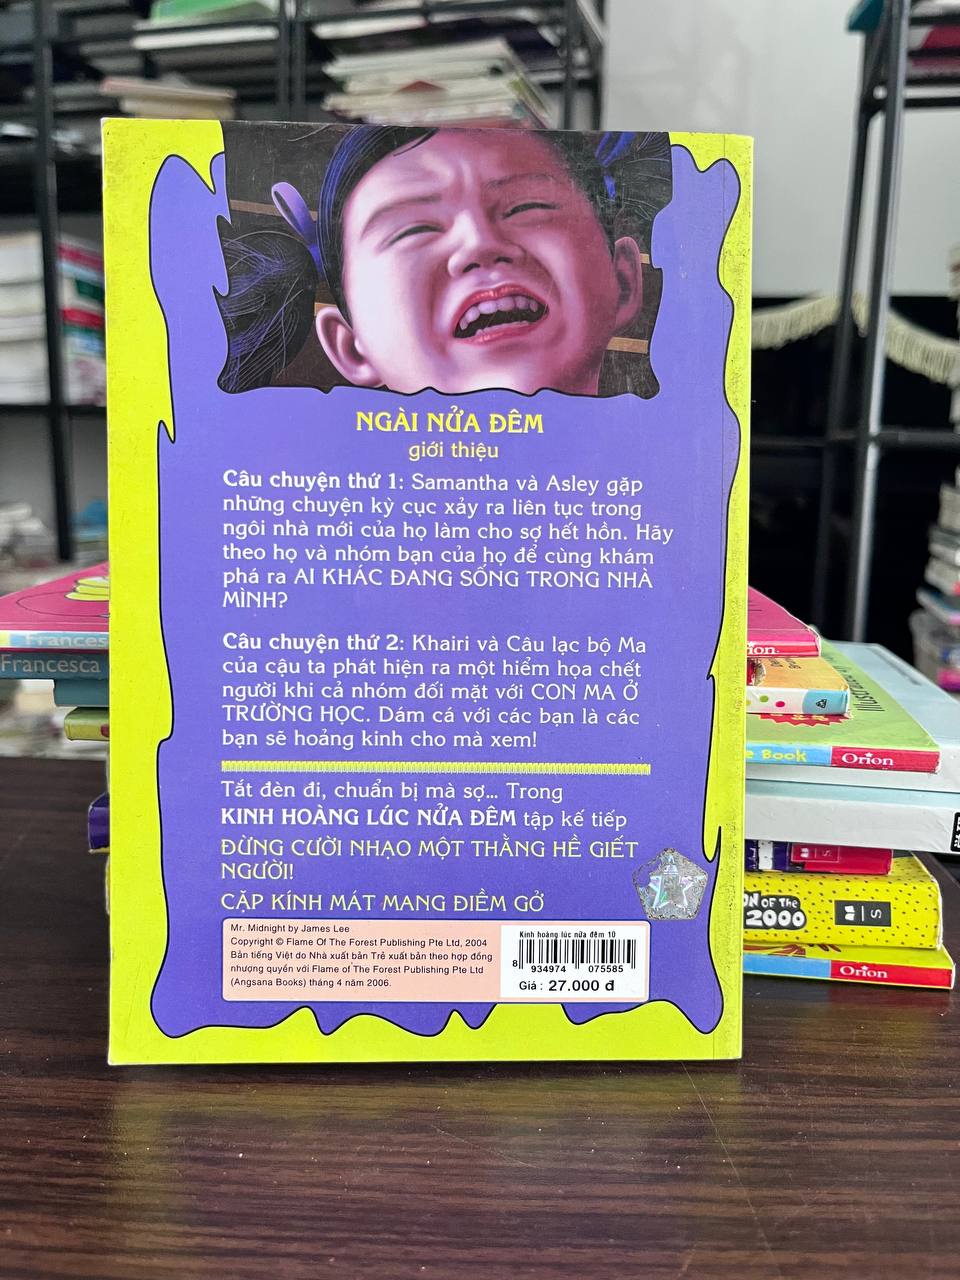 NGÀI NỬA ĐÊM
giới thiệu
Câu chuyện thứ 1: Samantha và Asley gặp
những chuyện kỳ cục xảy ra liên tục trong
ngôi nhà mới của họ làm cho sợ hết hồn. Hãy
theo họ và nhóm bạn của họ để cùng khám
phá ra AI KHÁC ĐANG SỐNG TRONG NHÀ
MÌNH?
Câu chuyện thứ 2: Khairi và Câu lạc bộ Ma
của cậu ta phát hiện ra một hiểm họa chết
người khi cả nhóm đối mặt với CON MA Ở
TRƯỜNG HỌC. Dám cá với các bạn là các
bạn sẽ hoảng kinh cho mà xem!
Tắt đèn đi, chuẩn bị mà sợ... Trong
KINH HOÀNG LÚC NỬA ĐÊM tập kế tiếp
ĐỪNG CƯỜI NHẠO MỘT THẰNG HỀ GIẾT
NGƯỜI!
CẶP KÍNH MÁT MANG ĐIỀM GỞ
Mr. Midnight by James Lee
Copyright © Flame Of The Forest Publishing Pte Ltd, 2004
Bản tiếng Việt do Nhà xuất bản Trẻ xuất bản theo hợp đồng
nhượng quyền với Flame of The Forest Publishing Pte Ltd
(Angsana Books) tháng 4 năm 2006.
Kinh hoàng lúc nửa đêm 10
8 934974 075585
Giá : 27.000 đ
Frances
Francesca
ion.
Illustrat
e Book
Orion
N OF THE
2000
S
Orion